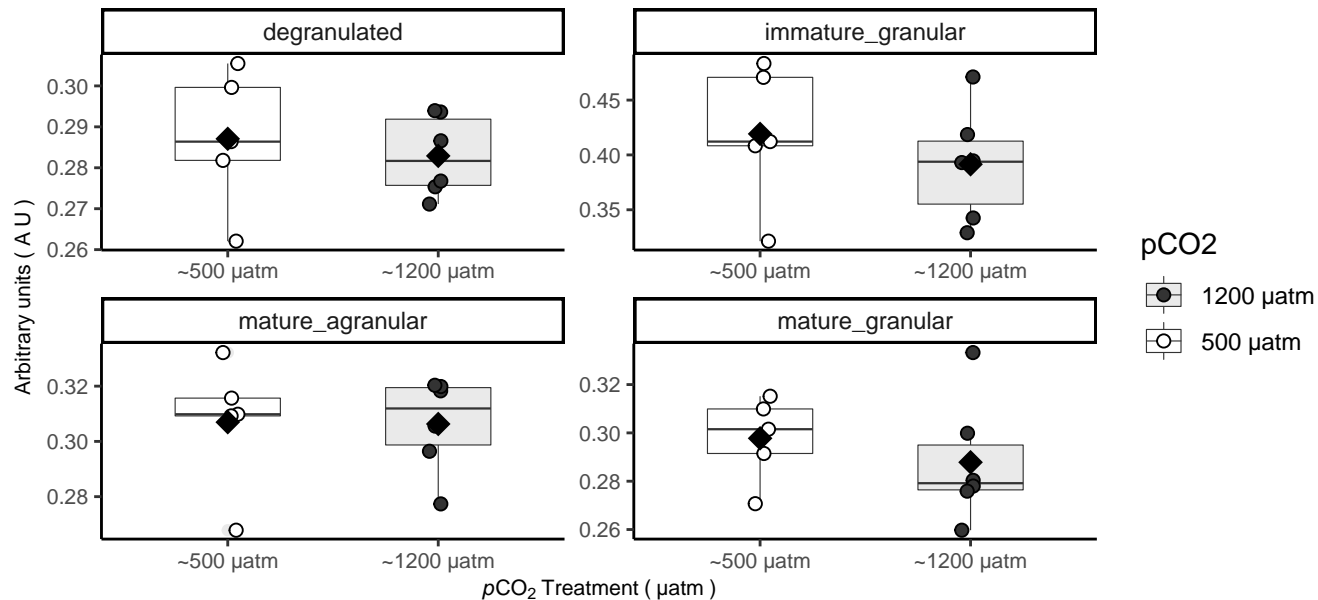 degranulated
immature_granular
0.30
0.29
0.28
0.27
0.26
0.45
0.40
0.35
~500 µatm
~1200 µatm
~500 µatm
~1200 µatm
Arbitrary units ( A U )
mature_agranular
mature_granular
0.32
0.30
0.28
0.32
0.30
0.28
0.26
~500 µatm
~1200 µatm
~500 µatm
~1200 µatm
pCO2 Treatment ( µatm )
pCO2
1200 µatm
500 µatm